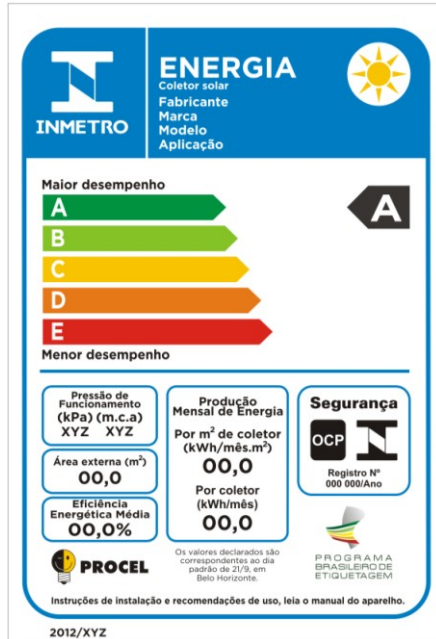 INMETRO
ENERGIA
Coletor solar
Fabricante
Marca
Modelo
Aplicação
Maior desempenho
A
A
B
C
D
E
Menor desempenho
Pressão de
Funcionamento
(kPa) (m.c.a)
XYZ XYZ
Área externa (m²)
00,0
Eficiência
Energética Média
00,0%
Produção
Mensal de Energia
Por m² de coletor
(kWh/mês.m²)
00,0
Por coletor
(kWh/mês)
00,0
Segurança
OCP
Registro Nº
000 000/Ano
PROCEL
Os valores declarados são
correspondentes ao dia
padrão de 21/9, em
Belo Horizonte.
PROGRAMA
BRASILEIRO DE
ETIQUETAGEM
Instruções de instalação e recomendações de uso, leia o manual do aparelho.
2012/XYZ